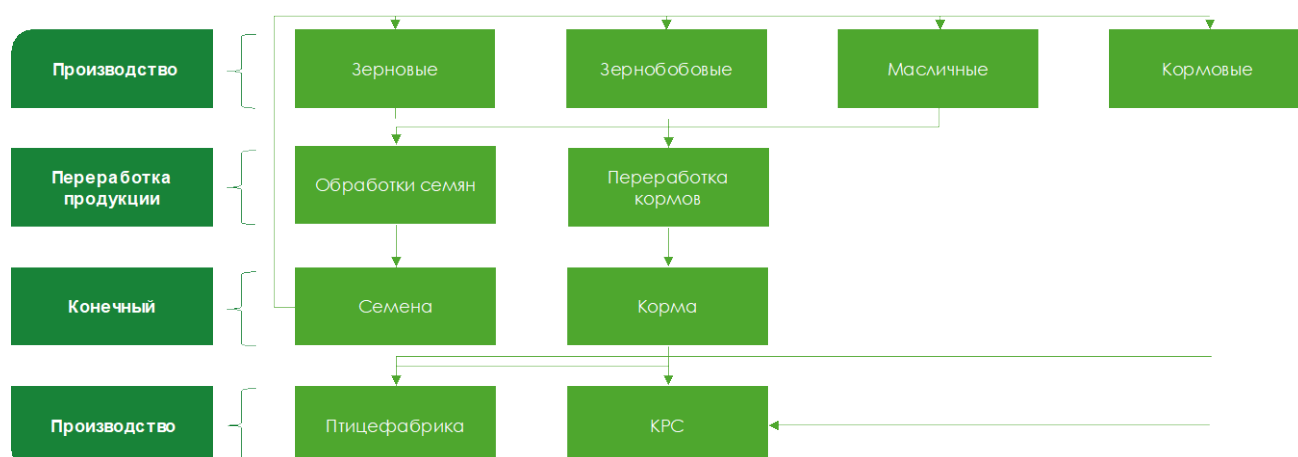 Производство
Зерновые
Зернобобовые
Масличные
Кормовые
Переработка
продукции
Обработки семян
Переработка
кормов
Конечный
Семена
Корма
Производство
Птицефабрика
КРС